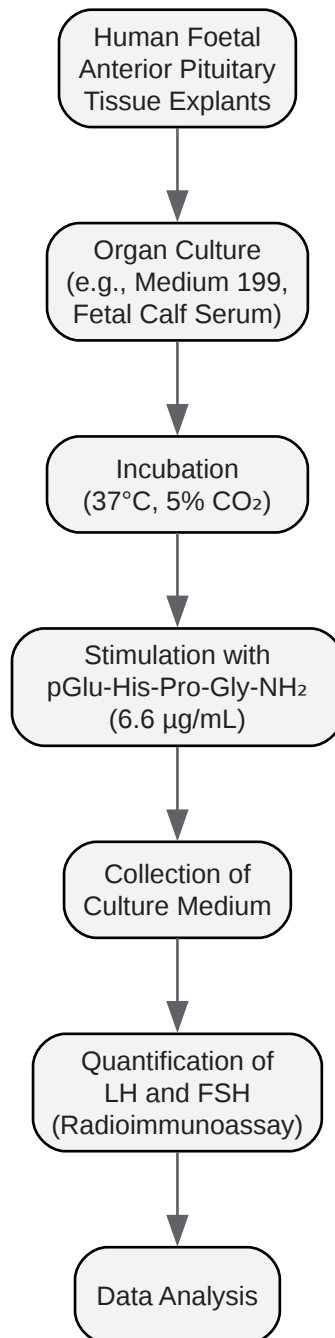 Human Foetal
Anterior Pituitary
Tissue Explants
Organ Culture
(e.g., Medium 199,
Fetal Calf Serum)
Incubation
(37°C, 5% CO₂)
Stimulation with
pGlu-His-Pro-Gly-NH₂
(6.6 µg/mL)
Collection of
Culture Medium
Quantification of
LH and FSH
(Radioimmunoassay)
Data Analysis